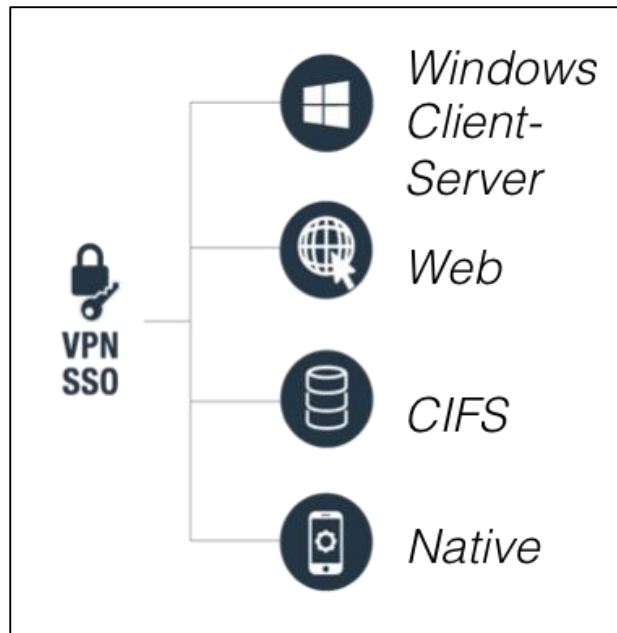 Windows
Client-
Server
Web
VPN
SSO
CIFS
Native